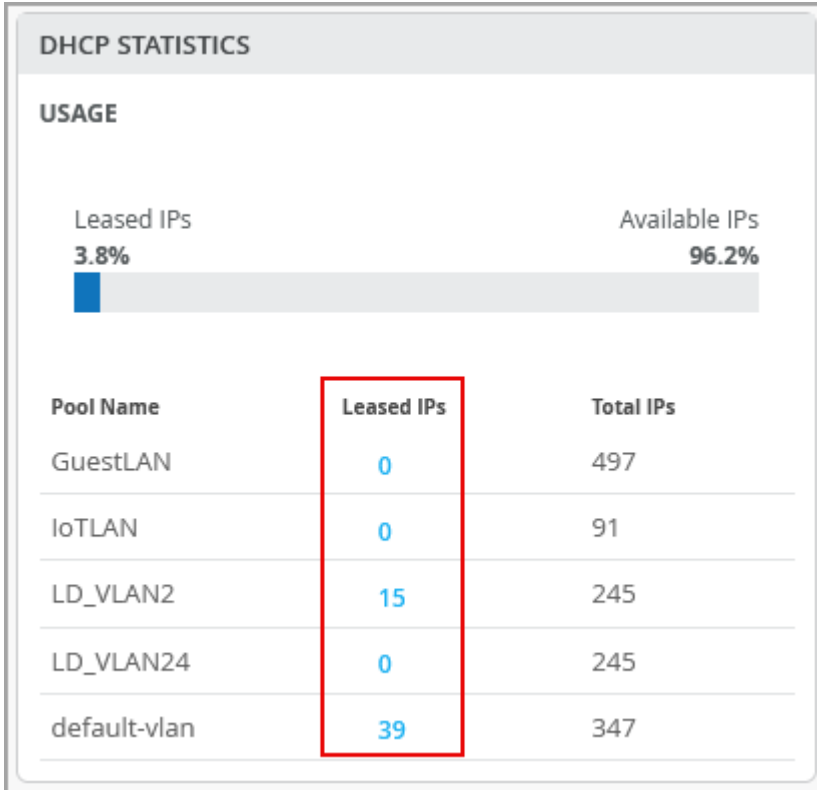 DHCP STATISTICS
USAGE
Leased IPs Available IPs
3.8% 96.2%
Pool Name Leased IPs Total IPs
GuestLAN 0 497
IoTLAN 0 91
LD_VLAN2 15 245
LD_VLAN24 0 245
default-vlan 39 347